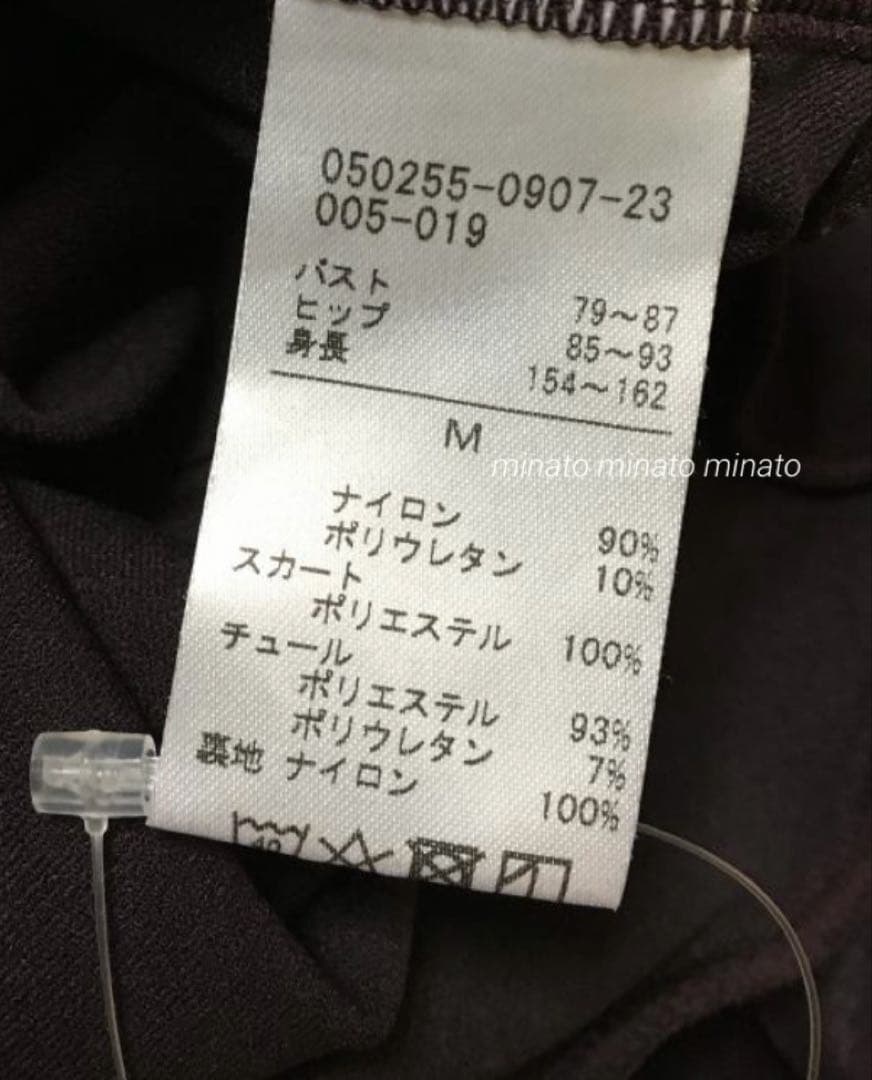 050255-0907-23
005-019
バスト 79～87
ヒップ 85～93
身長 154～162
M
minato minato minato
ナイロン 90%
ポリウレタン 10%
スカート
ポリエステル 100%
チュール
ポリエステル 93%
ポリウレタン 7%
裏地 ナイロン 100%
40